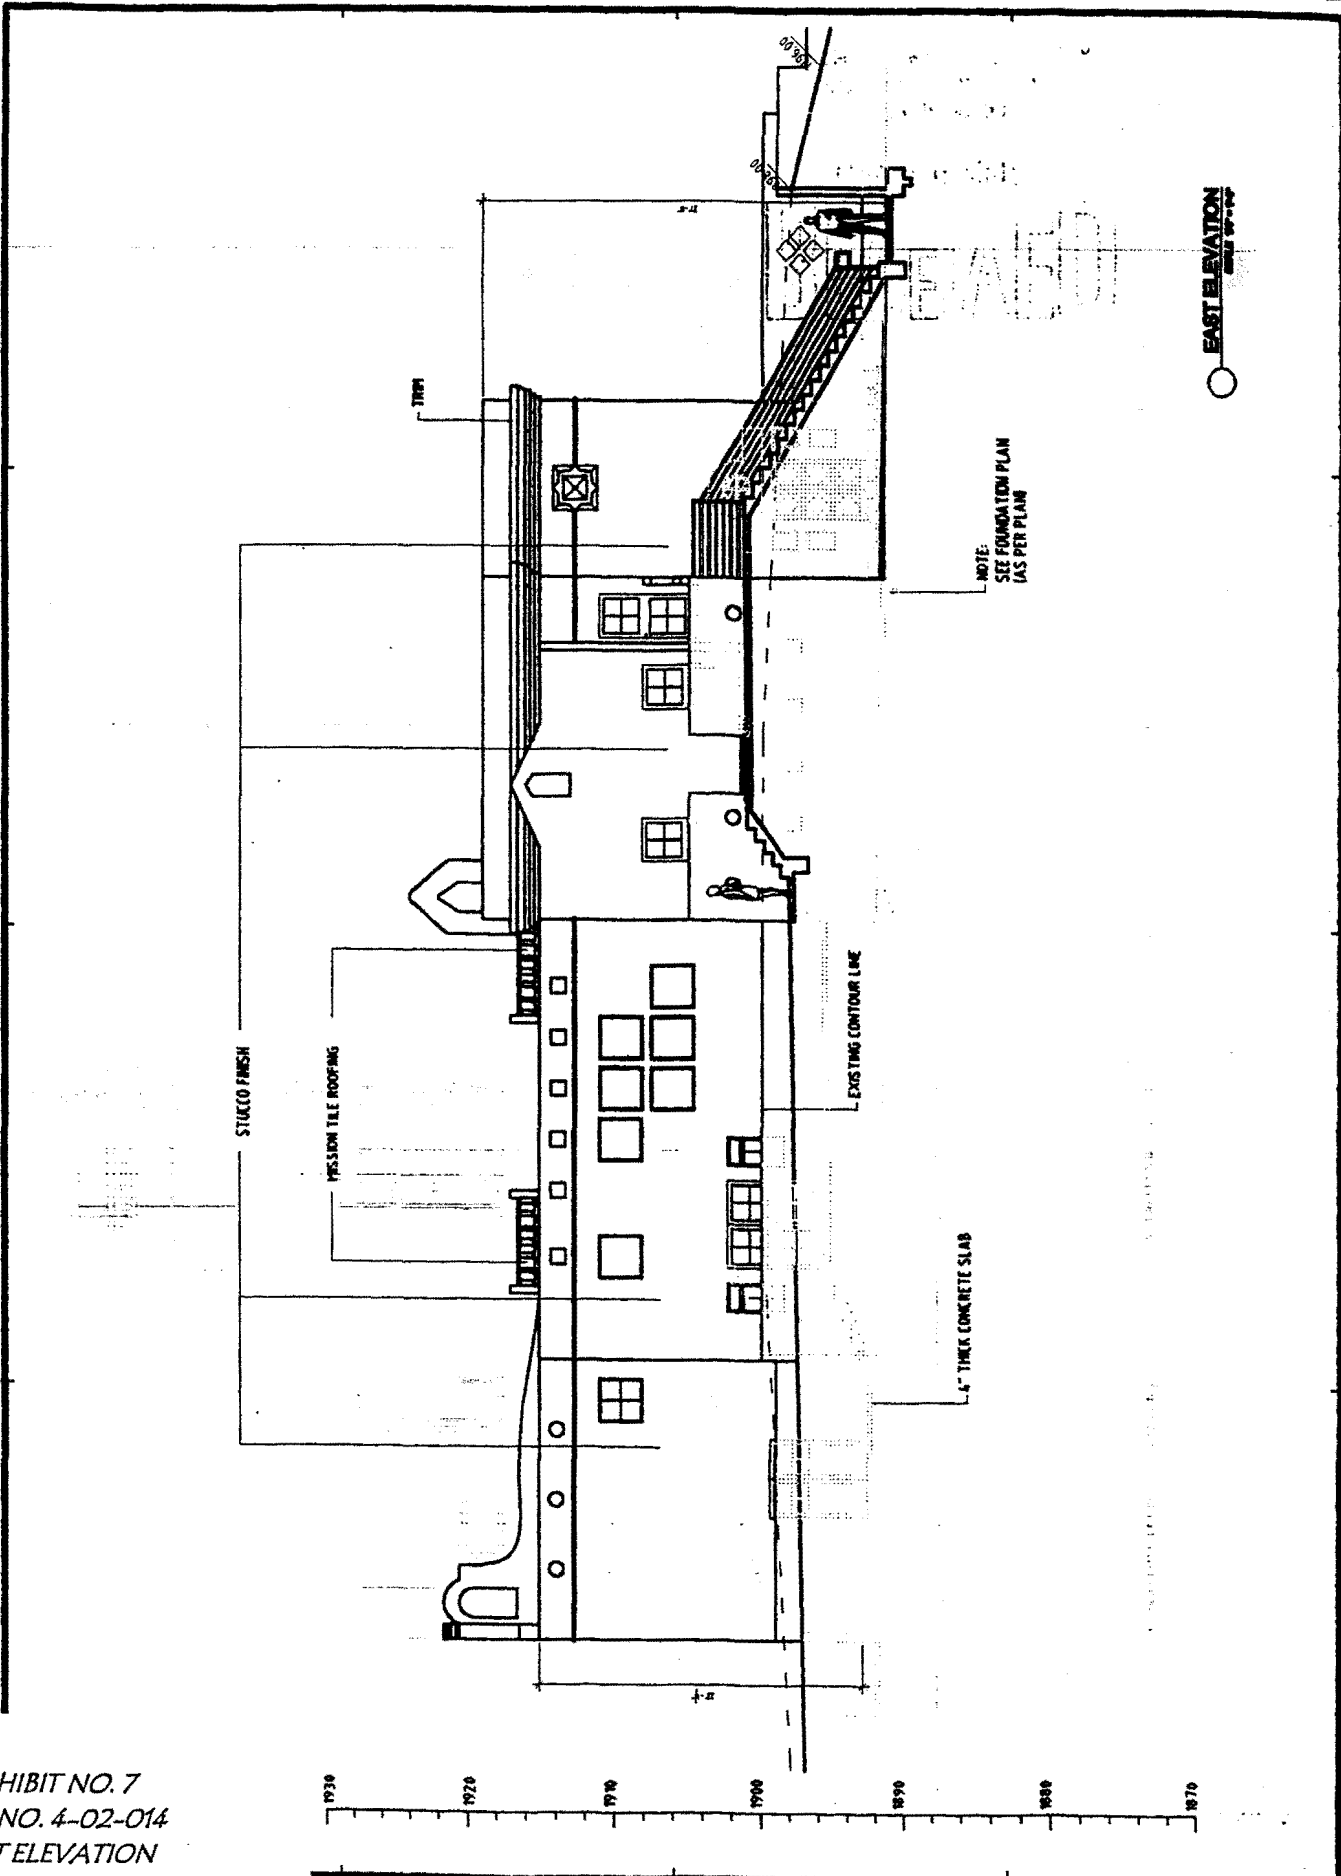 TRIM
STUCCO FINISH
MISSION TILE ROOFING
EXISTING CONTOUR LINE
4" THICK CONCRETE SLAB
NOTE:
SEE FOUNDATION PLAN
(AS PER PLAN)
EAST ELEVATION
1930
1920
1910
1900
1890
1880
1870
HIBIT NO. 7
NO. 4-02-014
T ELEVATION